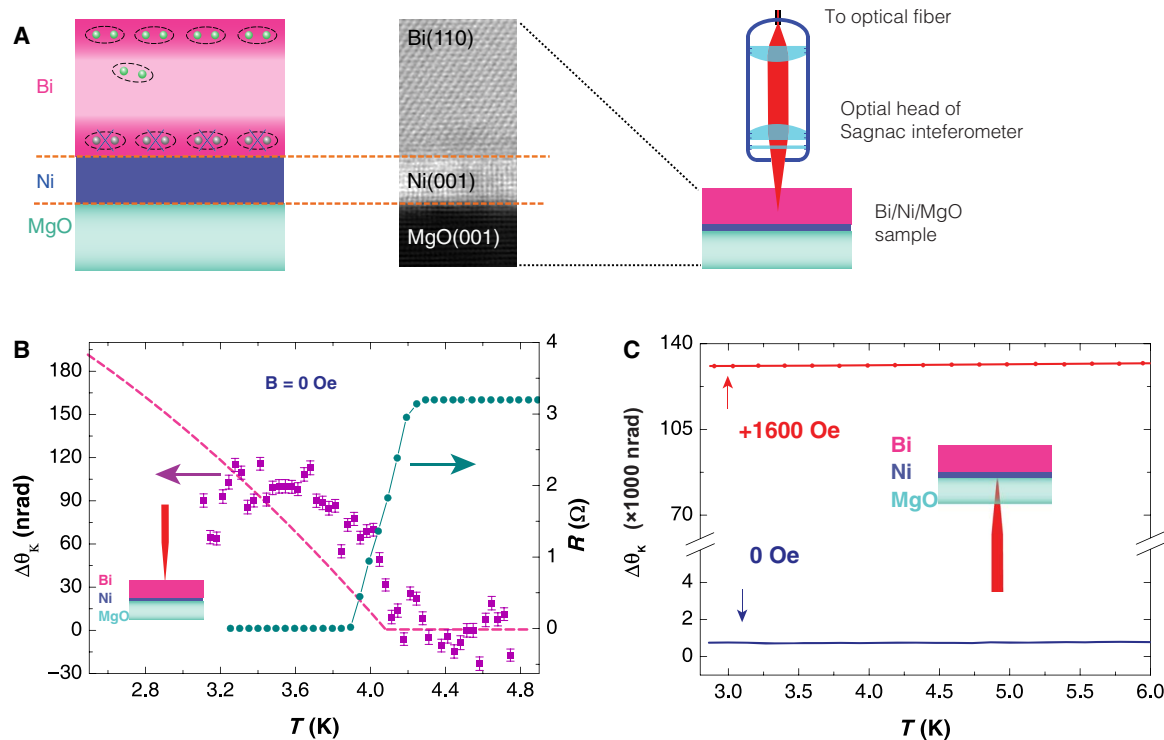 A
Bi
Ni
MgO
Bi(110)
Ni(001)
MgO(001)
To optical fiber
Optial head of
Sagnac inteferometer
Bi/Ni/MgO
sample
B
B = 0 Oe
Δθ_K (nrad)
180
150
120
90
60
30
0
−30
4
3
2
1
0
R (Ω)
Bi
Ni
MgO
2.8
3.2
3.6
4.0
4.4
4.8
T (K)
C
Δθ_K (×1000 nrad)
140
105
70
4
2
0
+1600 Oe
Bi
Ni
MgO
0 Oe
3.0
3.5
4.0
4.5
5.0
5.5
6.0
T (K)